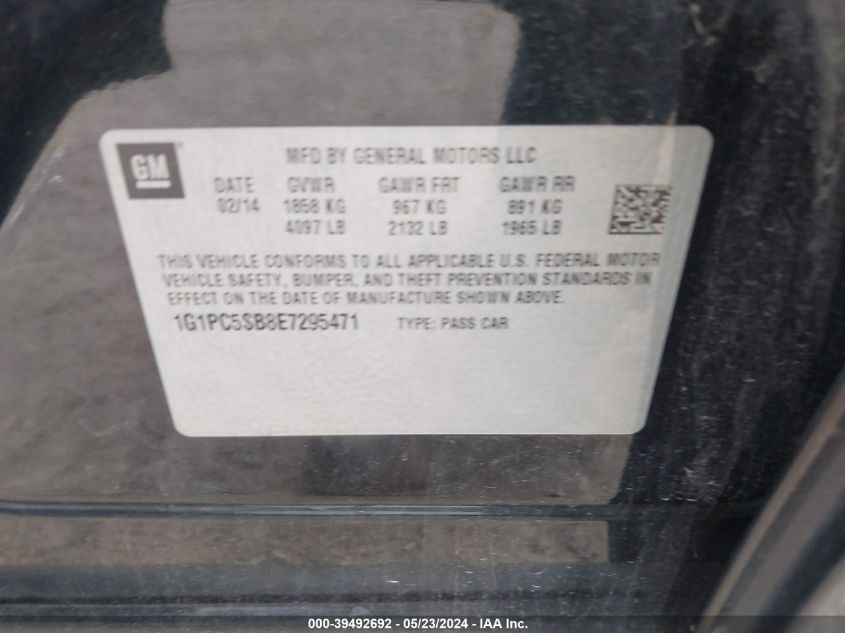 GM
MFD BY GENERAL MOTORS LLC
DATE GVWR GAWR FRT GAWR RR
02/14 1858 KG 967 KG 891 KG
4097 LB 2132 LB 1965 LB
THIS VEHICLE CONFORMS TO ALL APPLICABLE U.S. FEDERAL MOTOR
VEHICLE SAFETY, BUMPER, AND THEFT PREVENTION STANDARDS IN
EFFECT ON THE DATE OF MANUFACTURE SHOWN ABOVE.
1G1PC5SB8E7295471 TYPE: PASS CAR
000-39492692 - 05/23/2024 - IAA Inc.